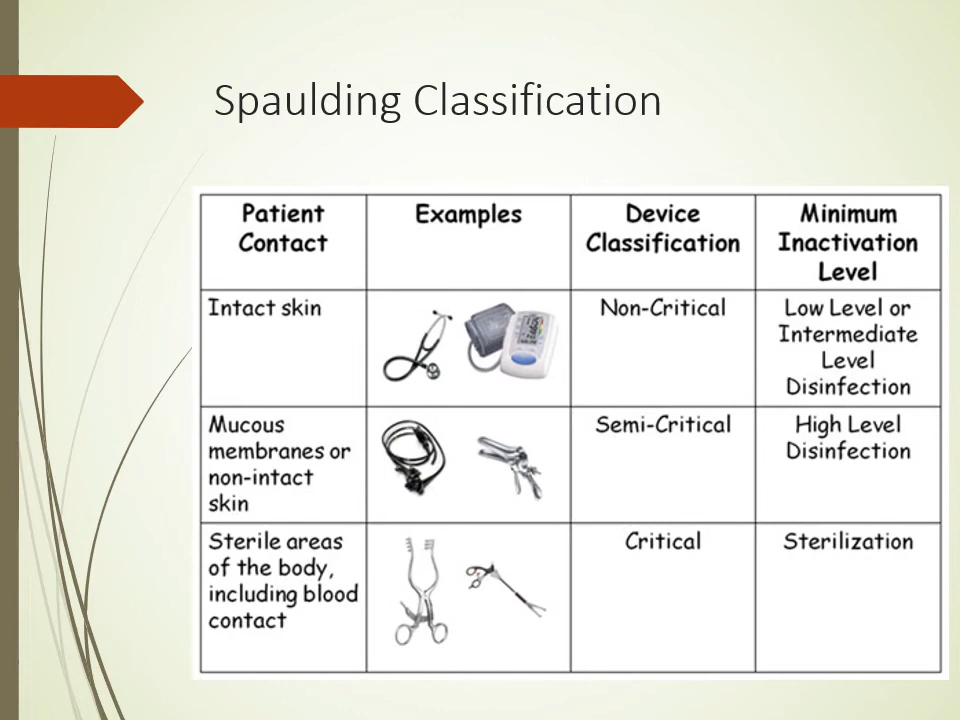 Spaulding Classification
Patient
Contact
Examples
Device
Classification
Minimum
Inactivation
Level
Intact skin
Non-Critical
Low Level or
Intermediate
Level
Disinfection
Mucous
membranes or
non-intact
skin
Semi-Critical
High Level
Disinfection
Sterile areas
of the body,
including blood
contact
Critical
Sterilization